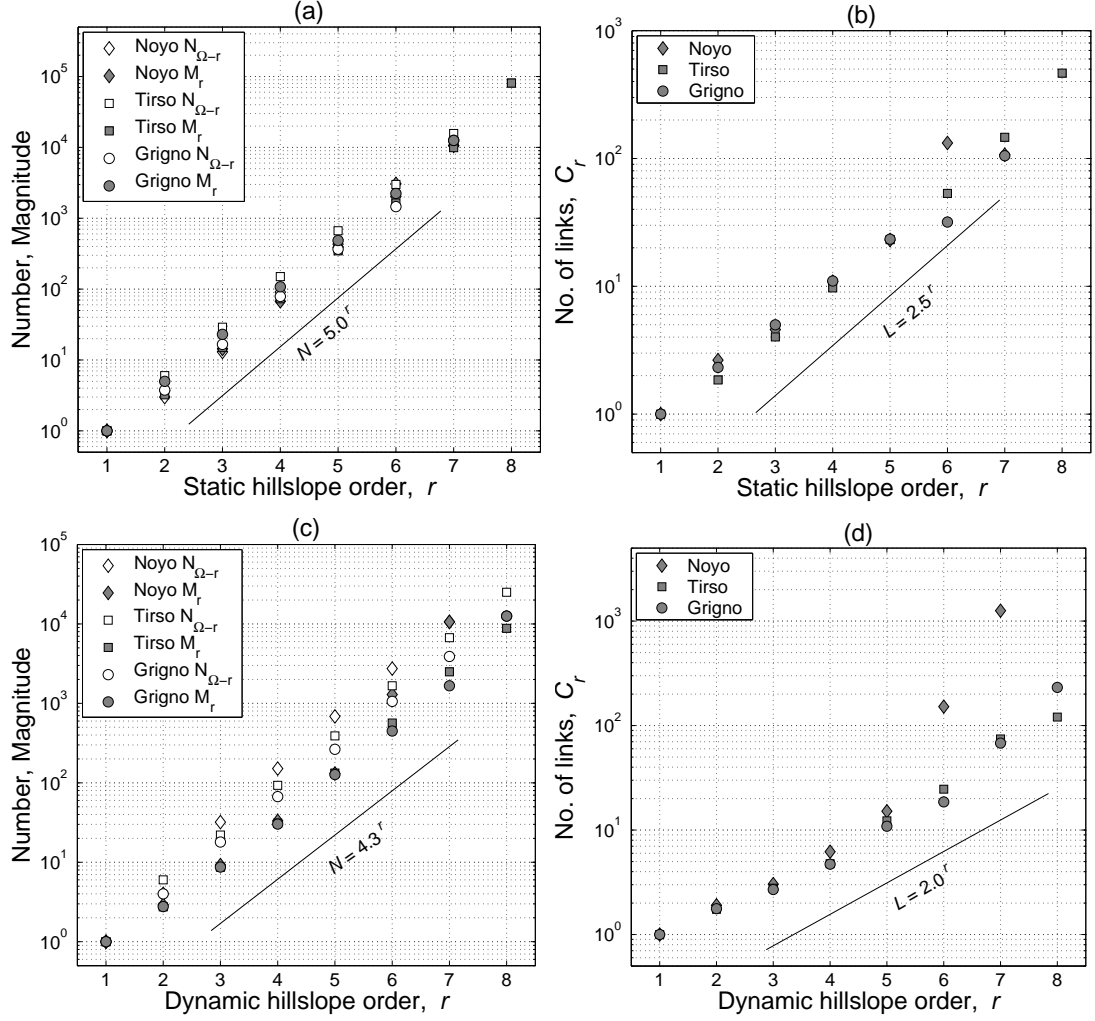 (a)
Noyo N_{Ω−r}
Noyo M_r
Tirso N_{Ω−r}
Tirso M_r
Grigno N_{Ω−r}
Grigno M_r
Number, Magnitude
10^5
10^4
10^3
10^2
10^1
10^0
N = 5.0^r
1 2 3 4 5 6 7 8
Static hillslope order, r
(b)
Noyo
Tirso
Grigno
No. of links, C_r
10^3
10^2
10^1
10^0
L = 2.5^r
1 2 3 4 5 6 7 8
Static hillslope order, r
(c)
Noyo N_{Ω−r}
Noyo M_r
Tirso N_{Ω−r}
Tirso M_r
Grigno N_{Ω−r}
Grigno M_r
Number, Magnitude
10^5
10^4
10^3
10^2
10^1
10^0
N = 4.3^r
1 2 3 4 5 6 7 8
Dynamic hillslope order, r
(d)
Noyo
Tirso
Grigno
No. of links, C_r
10^3
10^2
10^1
10^0
L = 2.0^r
1 2 3 4 5 6 7 8
Dynamic hillslope order, r